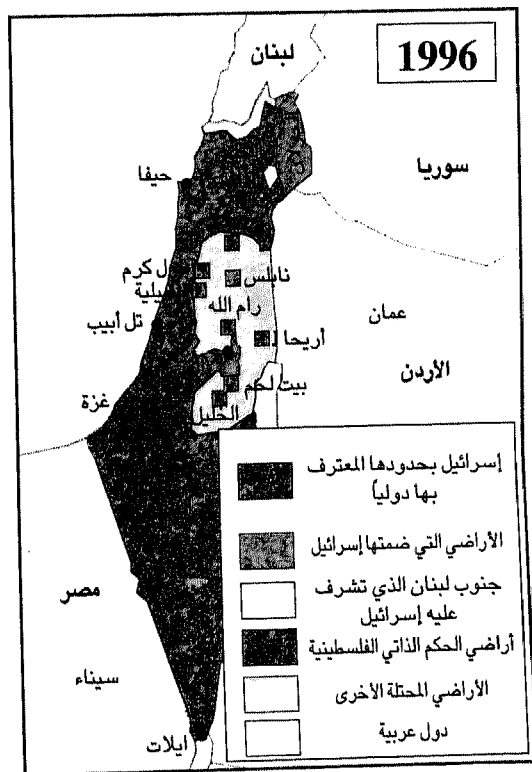 1996
لبنان
سوريا
حيفا
كرم
نابلس
رام الله
تل أبيب
أريحا
عمان
الأردن
بيت لحم
غزة
الخليل
مصر
سيناء
ايلات
إسرائيل بحدودها المعترف
بها دولياً
الأراضي التي ضمتها إسرائيل
جنوب لبنان الذي تشرف
عليه إسرائيل
أراضي الحكم الذاتي الفلسطينية
الأراضي المحتلة الأخرى
دول عربية